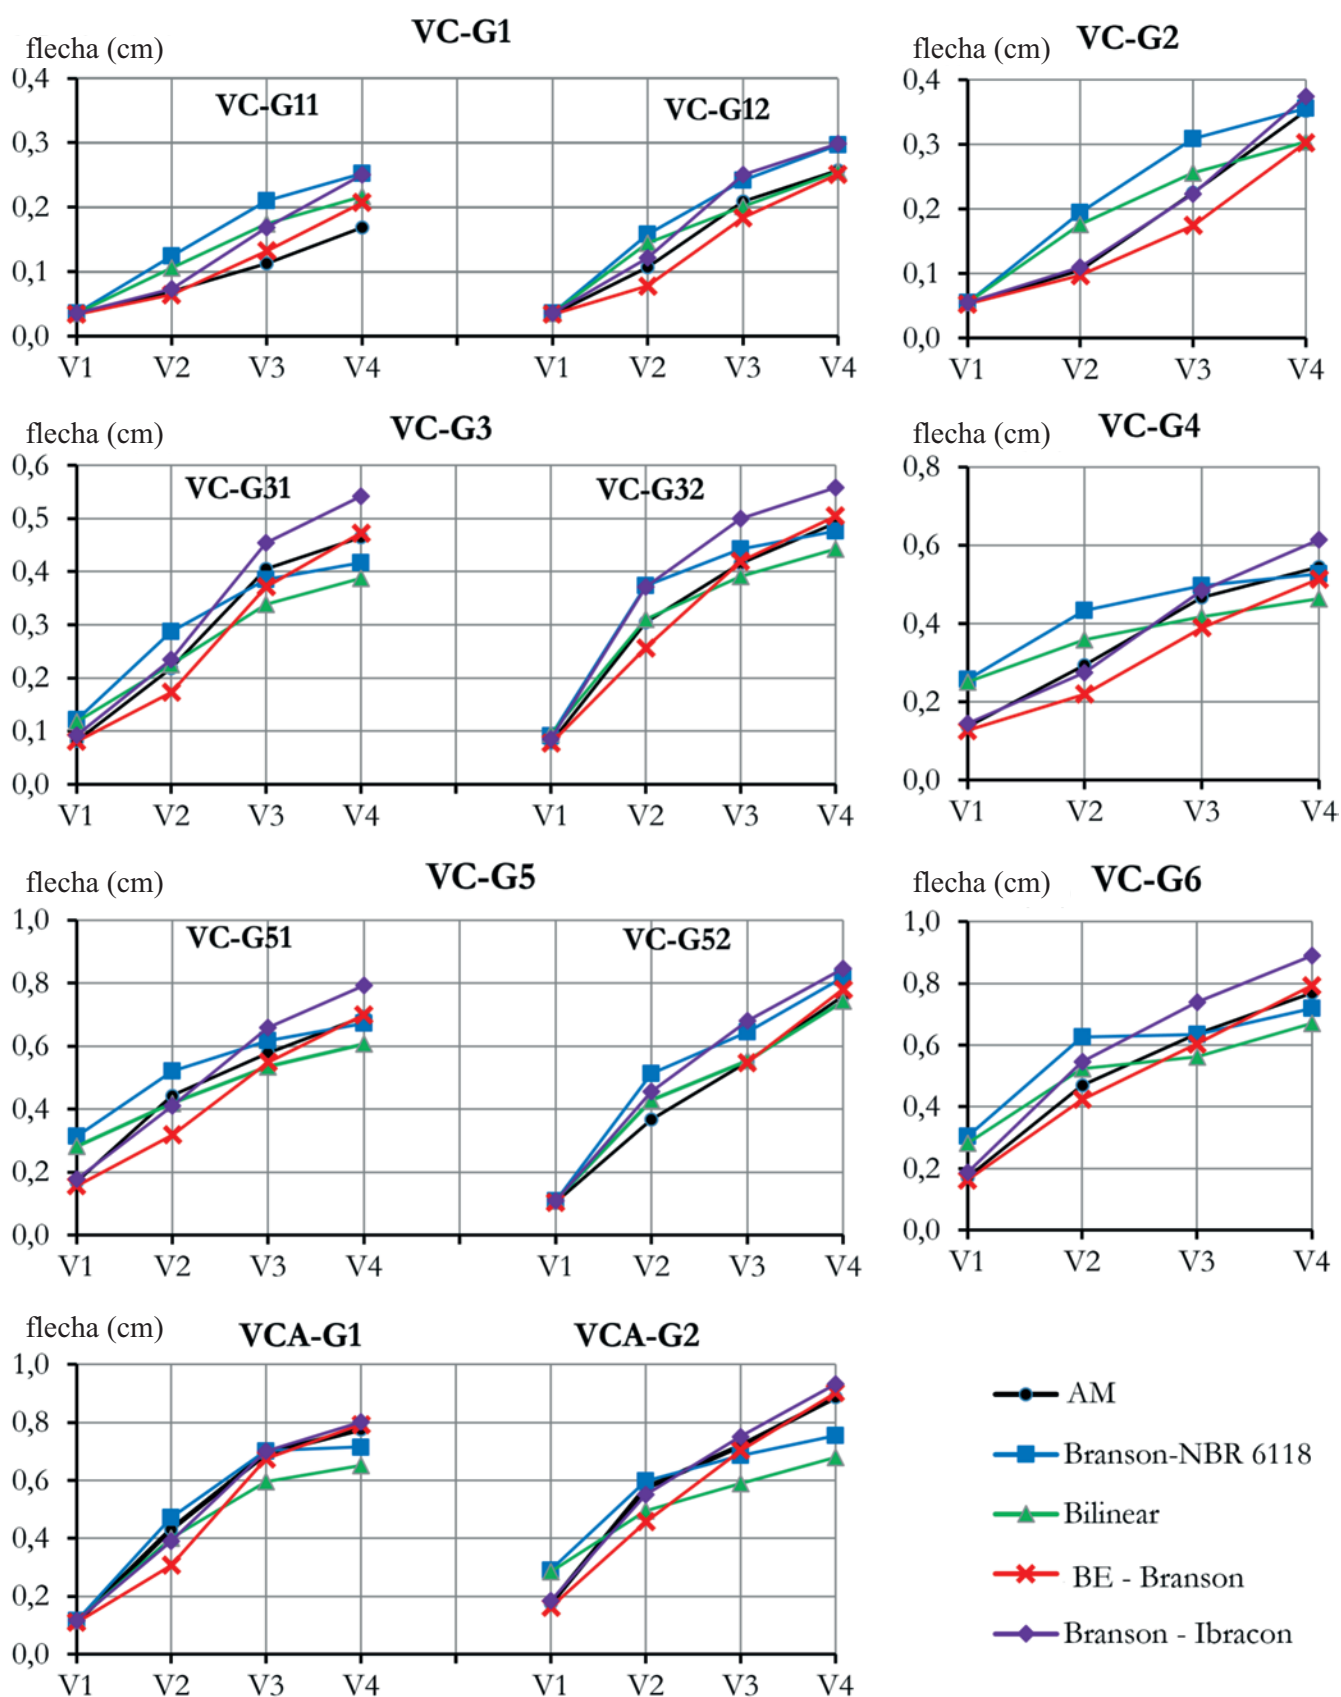 VC-G1
flecha (cm)
0,4
0,3
0,2
0,1
0,0
VC-G11
VC-G12
V1 V2 V3 V4 V1 V2 V3 V4
VC-G2
flecha (cm)
0,4
0,3
0,2
0,1
0,0
V1 V2 V3 V4
VC-G3
flecha (cm)
0,6
0,5
0,4
0,3
0,2
0,1
0,0
VC-G31
VC-G32
V1 V2 V3 V4 V1 V2 V3 V4
VC-G4
flecha (cm)
0,8
0,6
0,4
0,2
0,0
V1 V2 V3 V4
VC-G5
flecha (cm)
1,0
0,8
0,6
0,4
0,2
0,0
VC-G51
VC-G52
V1 V2 V3 V4 V1 V2 V3 V4
VC-G6
flecha (cm)
1,0
0,8
0,6
0,4
0,2
0,0
V1 V2 V3 V4
flecha (cm)
VCA-G1
VCA-G2
1,0
0,8
0,6
0,4
0,2
0,0
V1 V2 V3 V4 V1 V2 V3 V4
AM
Branson-NBR 6118
Bilinear
BE - Branson
Branson - Ibracon